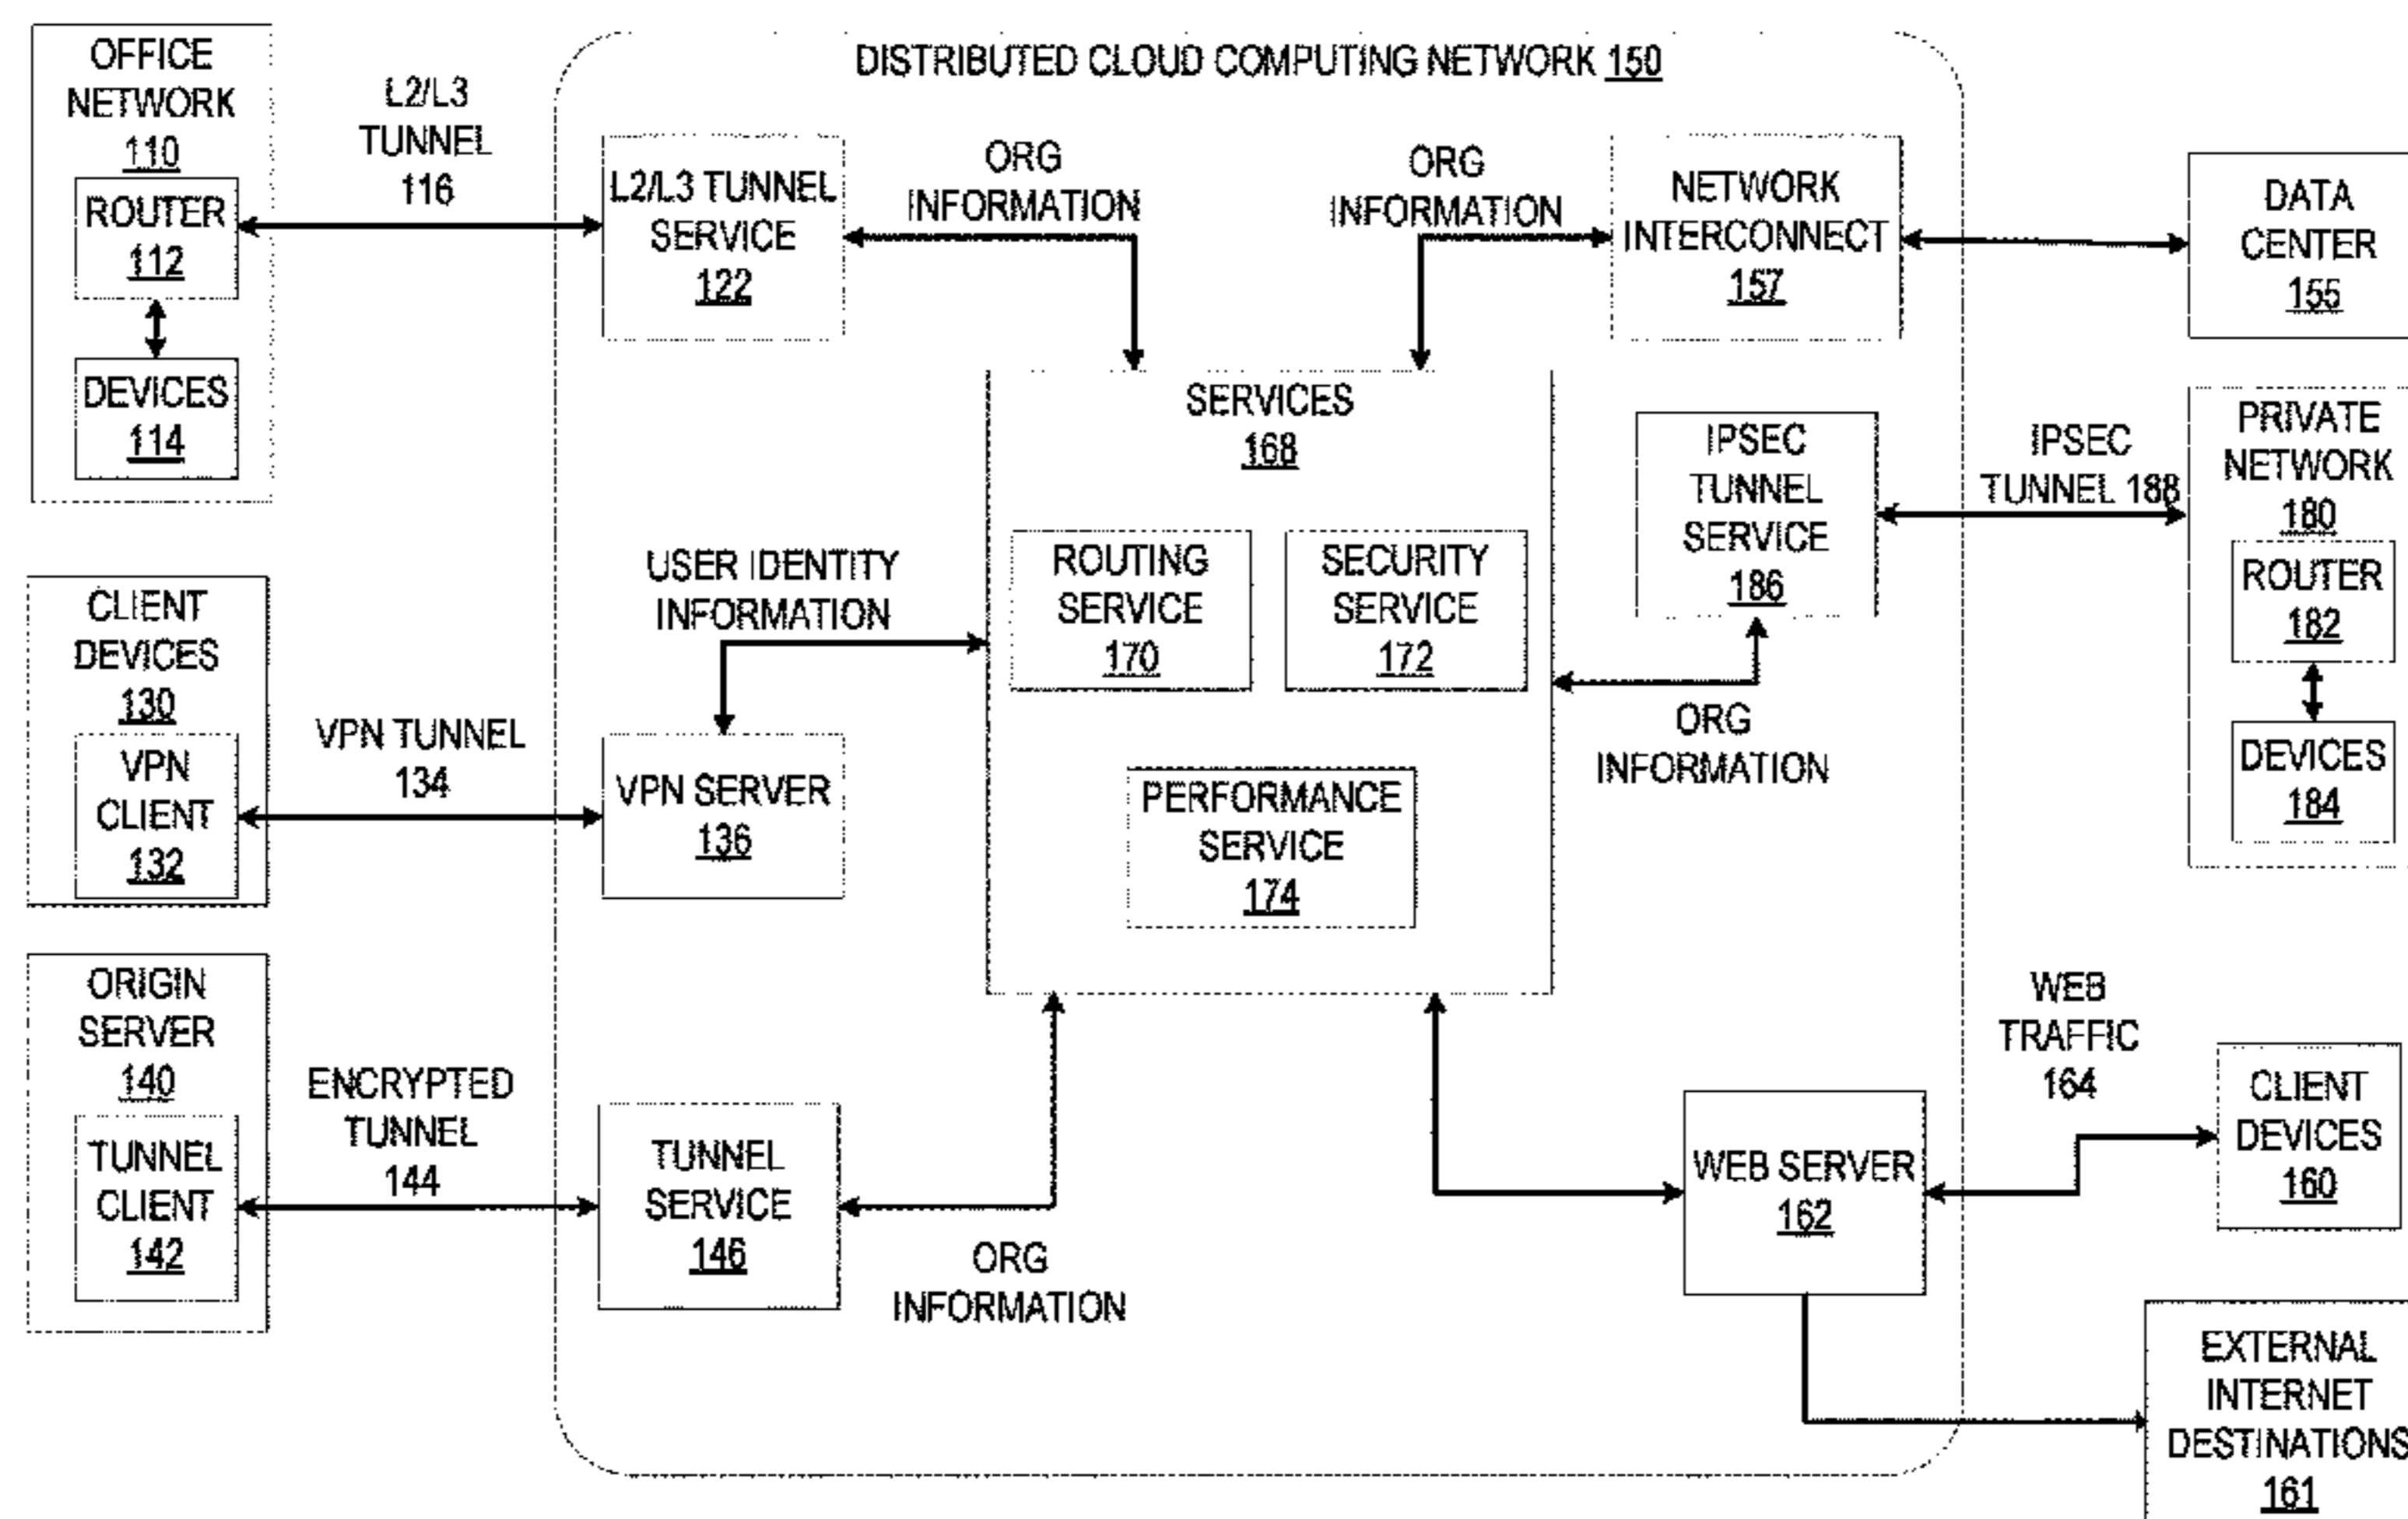 DISTRIBUTED CLOUD COMPUTING NETWORK 150
OFFICE
NETWORK
110
ROUTER
112
DEVICES
114
L2/L3
TUNNEL
116
L2/L3 TUNNEL
SERVICE
122
ORG
INFORMATION
ORG
INFORMATION
NETWORK
INTERCONNECT
157
DATA
CENTER
155
SERVICES
168
ROUTING
SERVICE
170
SECURITY
SERVICE
172
PERFORMANCE
SERVICE
174
IPSEC
TUNNEL
SERVICE
186
IPSEC
TUNNEL 188
PRIVATE
NETWORK
180
ROUTER
182
DEVICES
184
ORG
INFORMATION
USER IDENTITY
INFORMATION
CLIENT
DEVICES
130
VPN
CLIENT
132
VPN TUNNEL
134
VPN SERVER
136
ORIGIN
SERVER
140
TUNNEL
CLIENT
142
ENCRYPTED
TUNNEL
144
TUNNEL
SERVICE
146
ORG
INFORMATION
WEB SERVER
162
WEB
TRAFFIC
164
CLIENT
DEVICES
160
EXTERNAL
INTERNET
DESTINATIONS
161